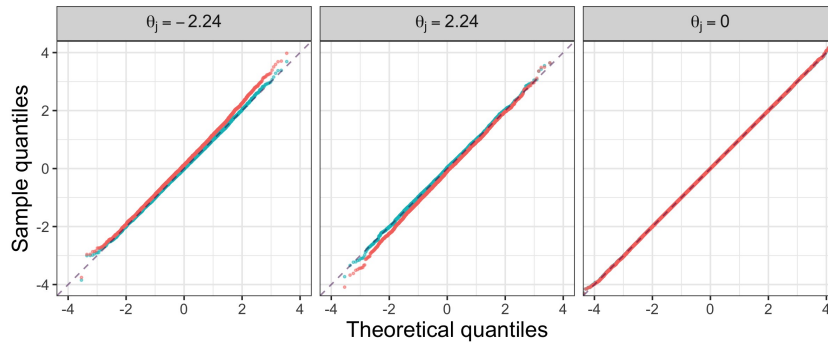 θj = − 2.24
θj = 2.24
θj = 0
Sample quantiles
4
2
0
-2
-4
-4 -2 0 2 4
-4 -2 0 2 4
-4 -2 0 2 4
Theoretical quantiles